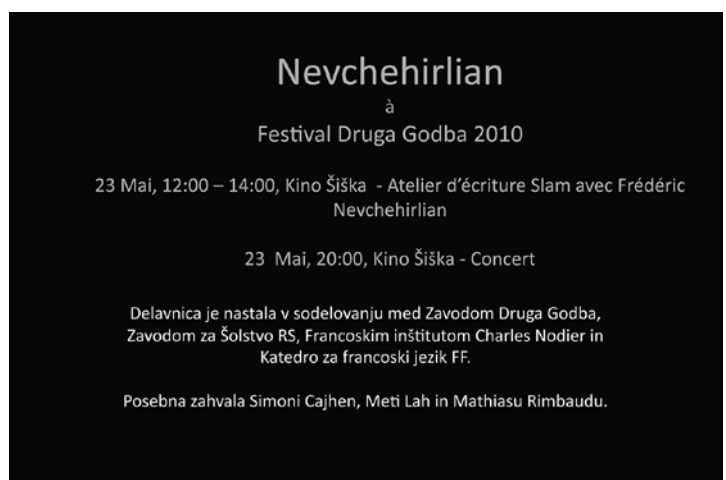 Nevchehirlian
à
Festival Druga Godba 2010
23 Mai, 12:00 – 14:00, Kino Šiška - Atelier d'écriture Slam avec Frédéric
Nevchehirlian
23 Mai, 20:00, Kino Šiška - Concert
Delavnica je nastala v sodelovanju med Zavodom Druga Godba,
Zavodom za Šolstvo RS, Francoskim inštitutom Charles Nodier in
Katedro za francoski jezik FF.
Posebna zahvala Simoni Cajhen, Meti Lah in Mathiasu Rimbaudu.